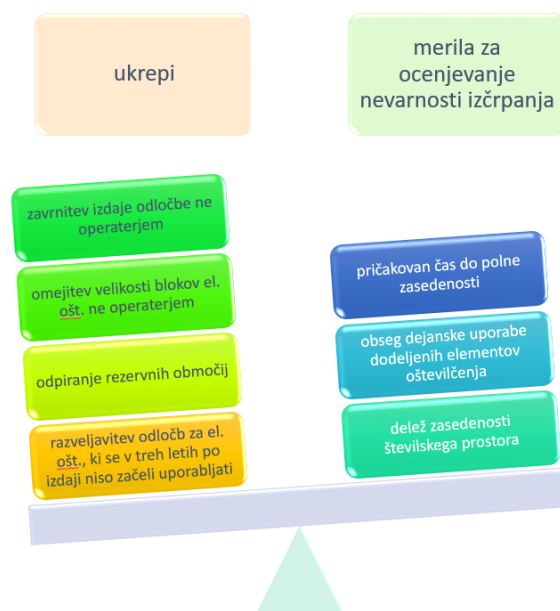 ukrepi
merila za
ocenjevanje
nevarnosti izčrpanja
zavrnitev izdaje odločbe ne
operaterjem
omejitev velikosti blokov el.
ošt. ne operaterjem
odpiranje rezervnih območij
razveljavitev odločb za el.
ošt., ki se v treh letih po
izdaji niso začeli uporabljati
pričakovan čas do polne
zasedenosti
obseg dejanske uporabe
dodeljenih elementov
oštevilčenja
delež zasedenosti
številskega prostora